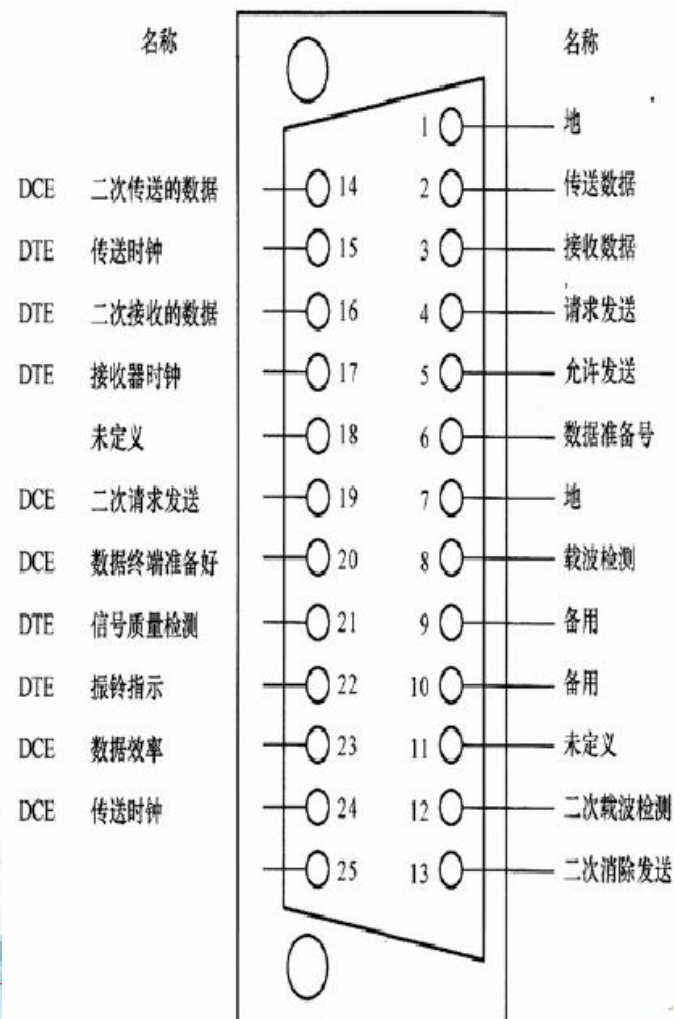 名称 名称
1 地
DCE 二次传送的数据 14 2 传送数据
DTE 传送时钟 15 3 接收数据
DTE 二次接收的数据 16 4 请求发送
DTE 接收器时钟 17 5 允许发送
未定义 18 6 数据准备号
DCE 二次请求发送 19 7 地
DCE 数据终端准备好 20 8 载波检测
DTE 信号质量检测 21 9 备用
DTE 振铃指示 22 10 备用
DCE 数据效率 23 11 未定义
DCE 传送时钟 24 12 二次载波检测
25 13 二次消除发送